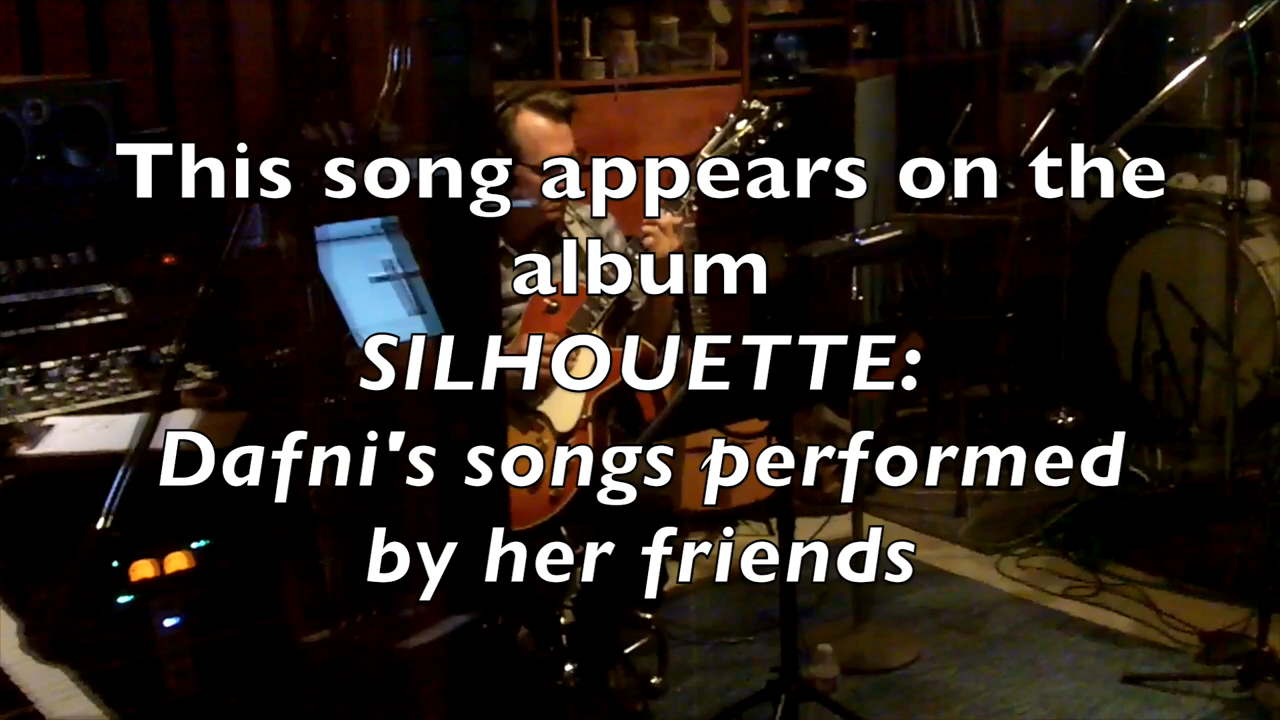 This song appears on the
album
SILHOUETTE:
Dafni's songs performed
by her friends